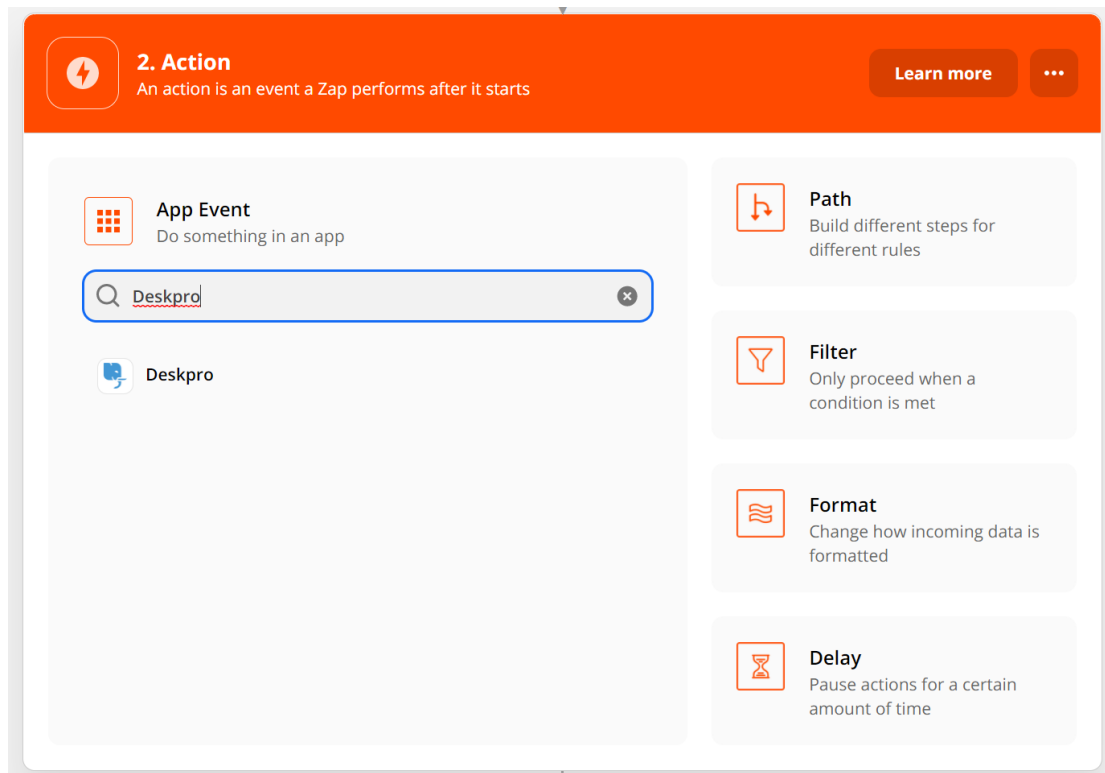 2. Action
An action is an event a Zap performs after it starts
Learn more
App Event
Do something in an app
Deskpro
Deskpro
Path
Build different steps for
different rules
Filter
Only proceed when a
condition is met
Format
Change how incoming data is
formatted
Delay
Pause actions for a certain
amount of time